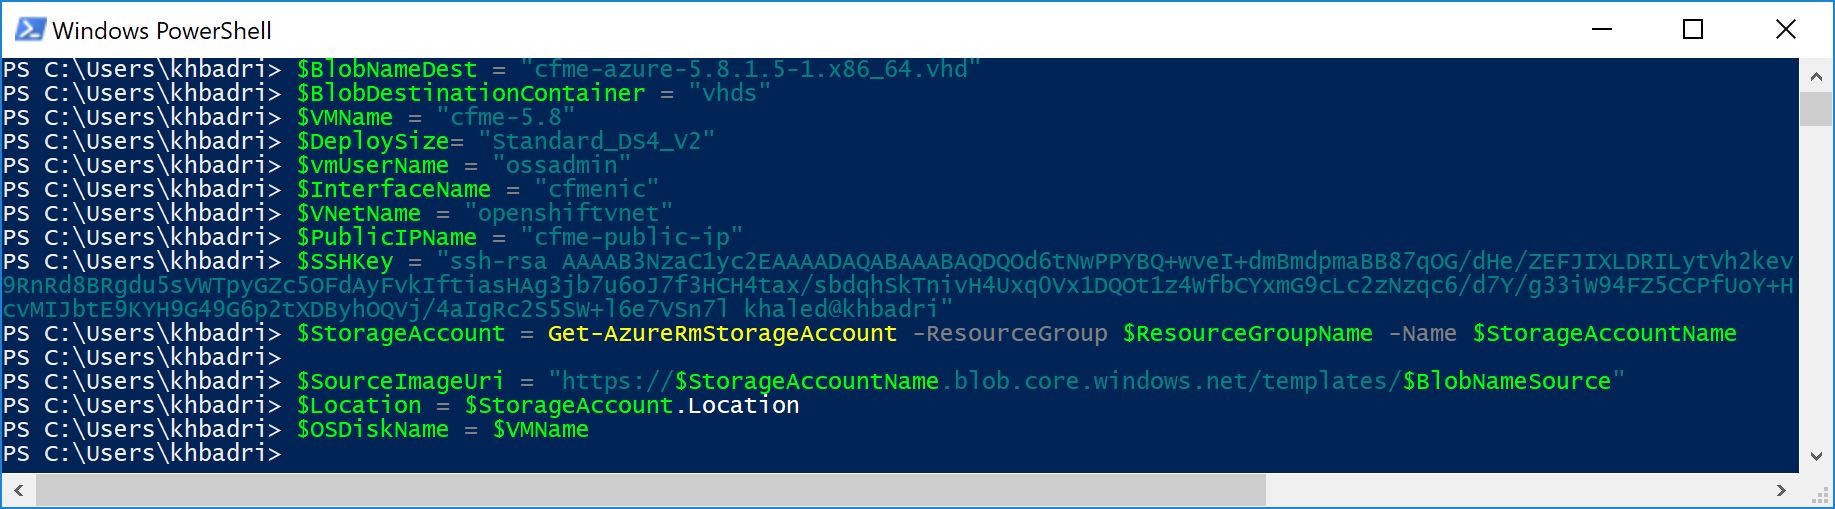 Windows PowerShell
PS C:\Users\khbadri> $BlobNameDest = "cfme-azure-5.8.1.5-1.x86_64.vhd"
PS C:\Users\khbadri> $BlobDestinationContainer = "vhds"
PS C:\Users\khbadri> $VMName = "cfme-5.8"
PS C:\Users\khbadri> $DeploySize= "Standard_DS4_V2"
PS C:\Users\khbadri> $vmUserName = "ossadmin"
PS C:\Users\khbadri> $InterfaceName = "cfmenic"
PS C:\Users\khbadri> $VNetName = "openshiftvnet"
PS C:\Users\khbadri> $PublicIPName = "cfme-public-ip"
PS C:\Users\khbadri> $SSHKey = "ssh-rsa AAAAB3NzaC1yc2EAAAADAQABAAABAQDQOd6tNwPPYBQ+wveI+dmBmdpmaBB87qOG/dHe/ZEFJIXLDRILytVh2kev
9RnRd8BRgdu5sVWTpyGZc5OFdAyFvkIftiasHAg3jb7u6oJ7f3HCH4tax/sbdqhSkTnivH4Uxq0Vx1DQOt1z4WfbCYxmG9cLc2zNzqc6/d7Y/g33iW94FZ5CCPfUoY+H
cvMIJbtE9KYH9G49G6p2tXDByhOQVj/4aIgRc2S5SW+l6e7VSn7l khaled@khbadri"
PS C:\Users\khbadri> $StorageAccount = Get-AzureRmStorageAccount -ResourceGroup $ResourceGroupName -Name $StorageAccountName
PS C:\Users\khbadri>
PS C:\Users\khbadri> $SourceImageUri = "https://$StorageAccountName.blob.core.windows.net/templates/$BlobNameSource"
PS C:\Users\khbadri> $Location = $StorageAccount.Location
PS C:\Users\khbadri> $OSDiskName = $VMName
PS C:\Users\khbadri>